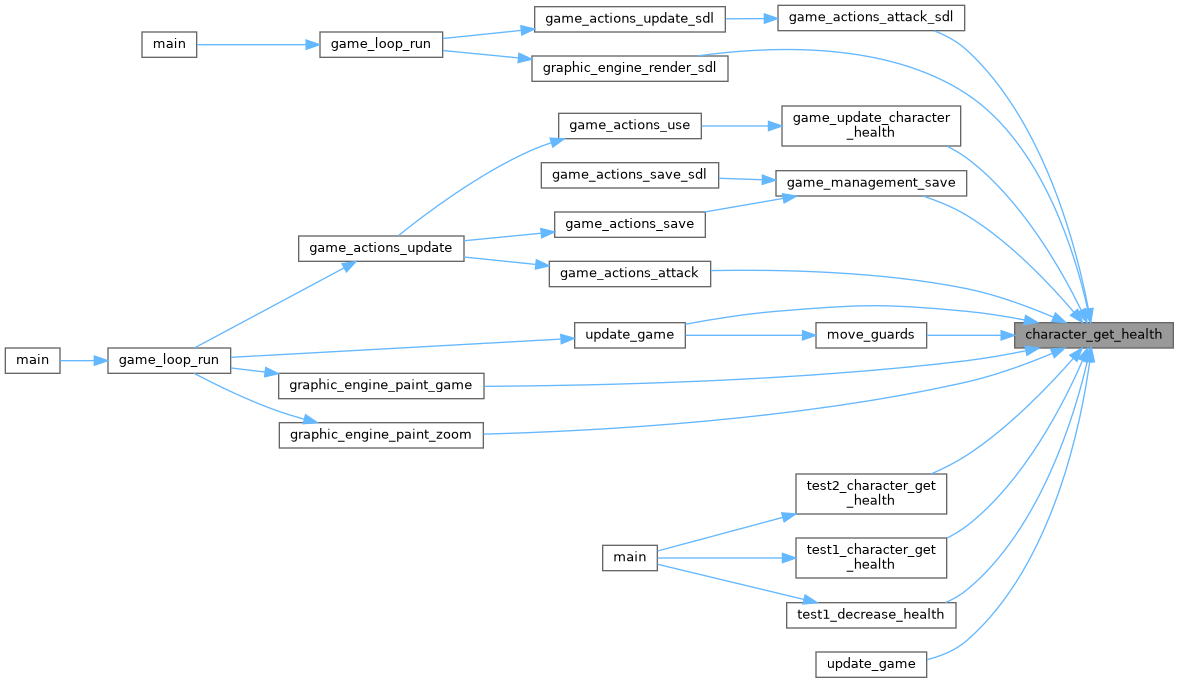 game_actions_update_sdl
game_actions_attack_sdl
main
game_loop_run
graphic_engine_render_sdl
game_actions_use
game_update_character
_health
game_actions_save_sdl
game_management_save
game_actions_save
game_actions_update
game_actions_attack
update_game
move_guards
character_get_health
main
game_loop_run
graphic_engine_paint_game
graphic_engine_paint_zoom
test2_character_get
_health
main
test1_character_get
_health
test1_decrease_health
update_game